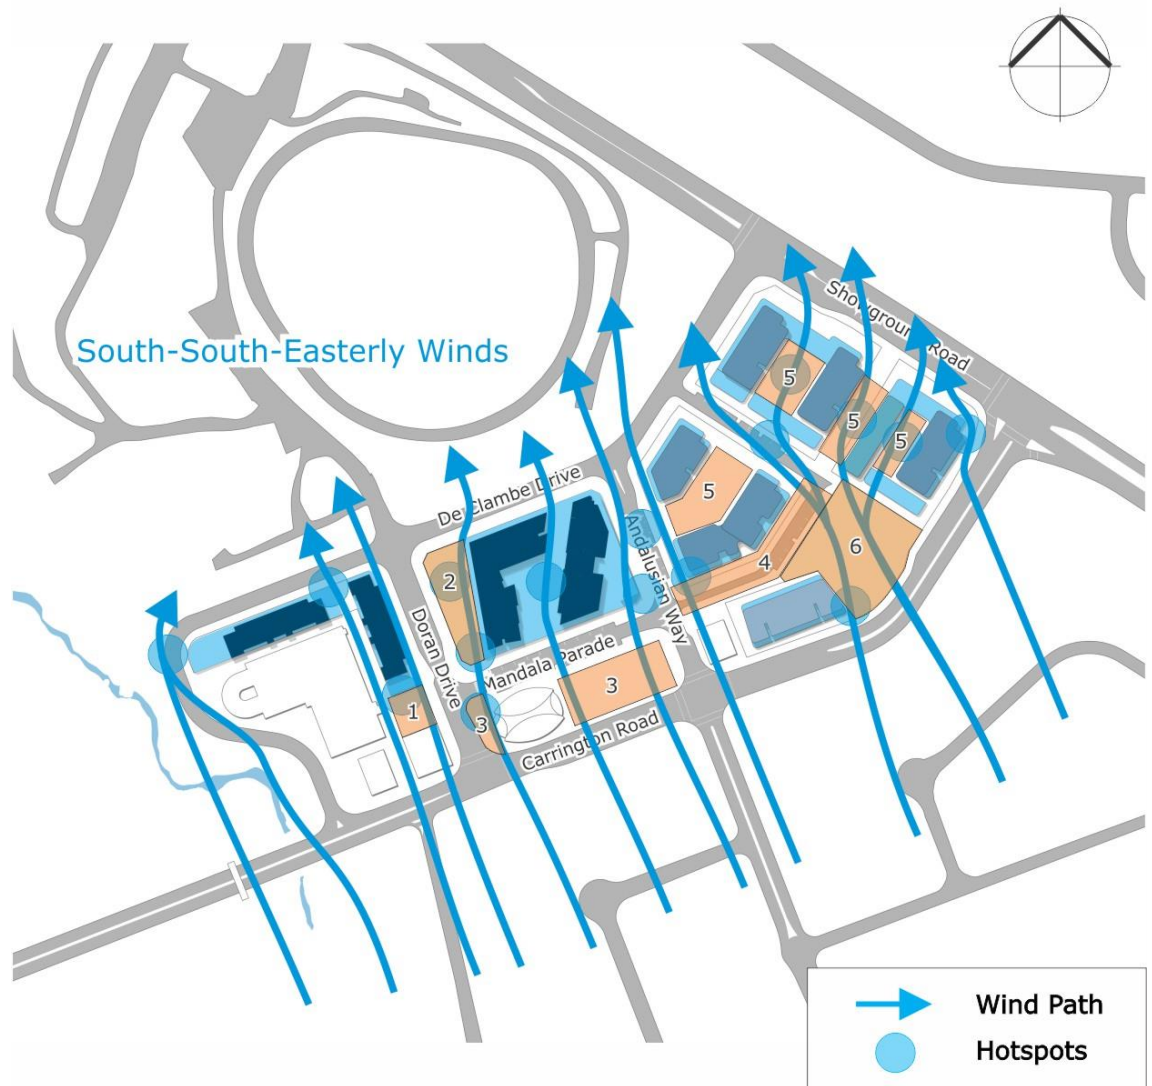 South-South-Easterly Winds
Showground Road
5
5
5
De Clambe Drive
5
Andalusian Way
6
4
2
Doran Drive
Mandala Parade
3
1
3
Carrington Road
Wind Path
Hotspots